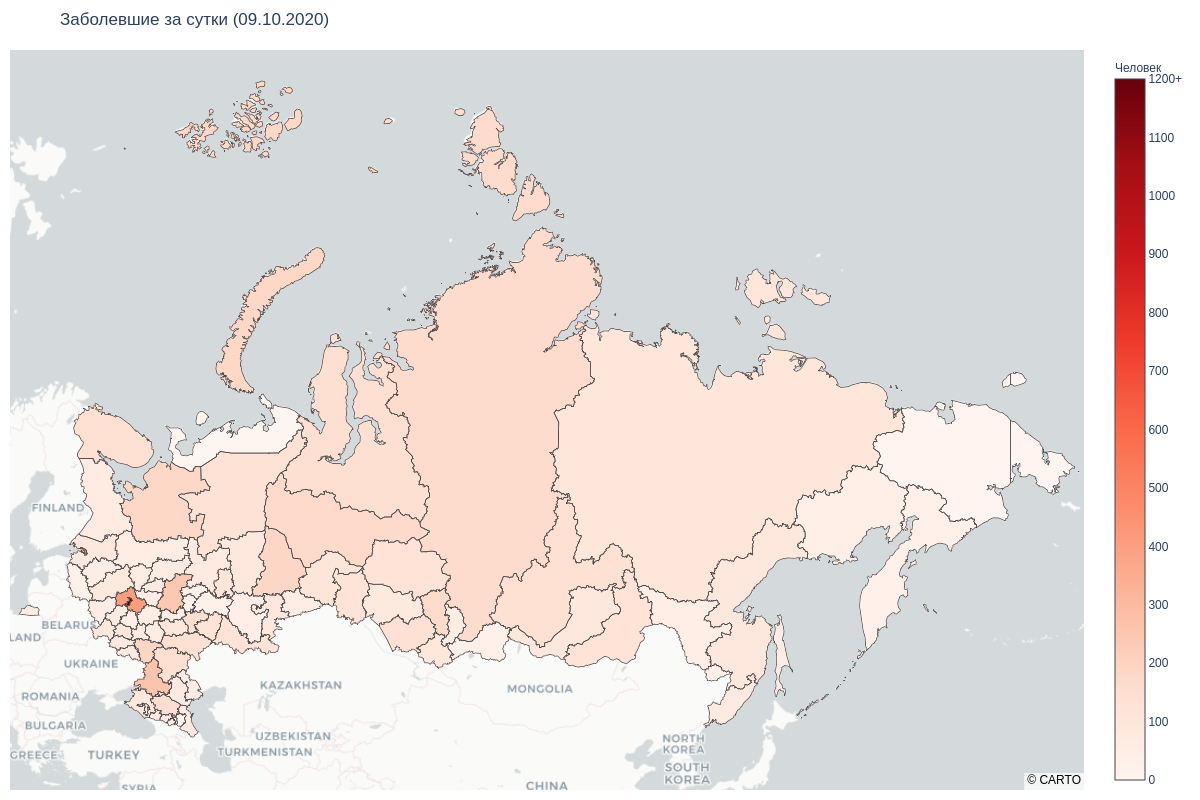 Заболевшие за сутки (09.10.2020)
Человек
1200+
1100
1000
900
800
700
600
500
400
300
200
100
0
FINLAND
BELARUS
LAND
UKRAINE
KAZAKHSTAN
MONGOLIA
ROMANIA
BULGARIA
UZBEKISTAN
NORTH
KOREA
GREECE
TURKEY
TURKMENISTAN
SOUTH
KOREA
SYRIA
CHINA
© CARTO